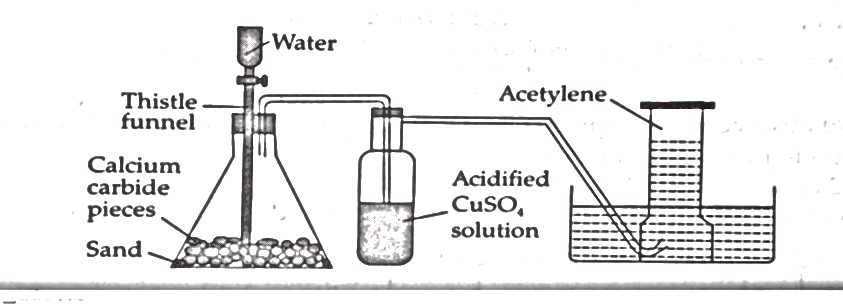 Water
Thistle
funnel
Calcium
carbide
pieces
Sand
Acidified
CuSO₄
solution
Acetylene